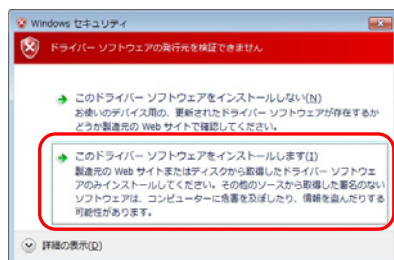 Windows セキュリティ
ドライバー ソフトウェアの発行元を検証できません
このドライバー ソフトウェアをインストールしない(N)
お使いのデバイス用の、更新されたドライバー ソフトウェアが存在するか
どうか製造元の Web サイトで確認してください。
このドライバー ソフトウェアをインストールします(I)
製造元の Web サイトまたはディスクから取得したドライバー ソフトウェ
アのみインストールしてください。その他のソースから取得した署名のない
ソフトウェアは、コンピューターに危害を及ぼしたり、情報を盗んだりする
可能性があります。
詳細の表示(D)